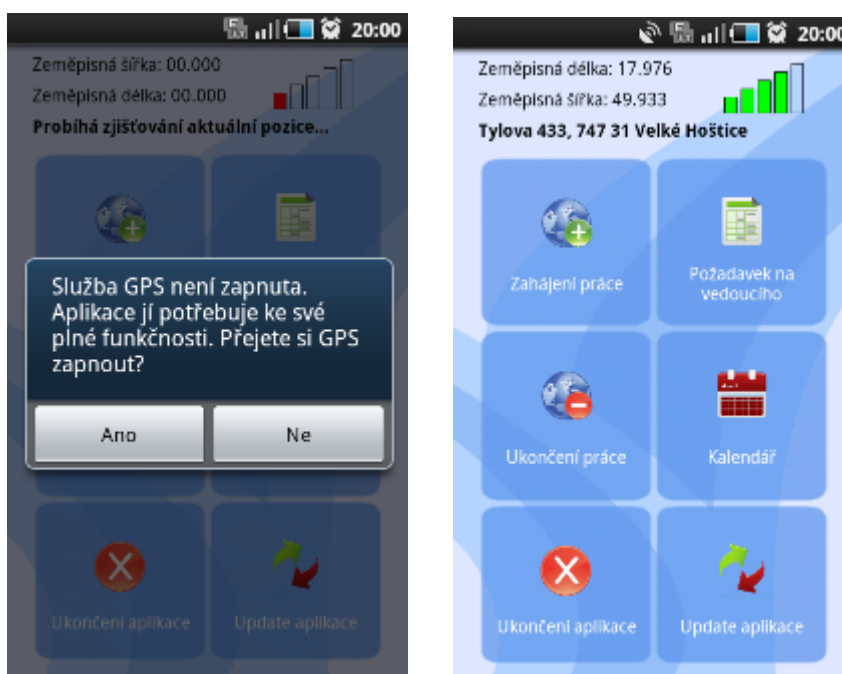 20:00
Zeměpisná šířka: 00.000
Zeměpisná délka: 00.000
Probíhá zjišťování aktuální pozice...
Služba GPS není zapnuta.
Aplikace jí potřebuje ke své
plné funkčnosti. Přejete si GPS
zapnout?
Ano
Ne
Ukončení aplikace
Update aplikace
20:00
Zeměpisná délka: 17.976
Zeměpisná šířka: 49.933
Tylova 433, 747 31 Velké Hoštice
Zahájení práce
Požadavek na
vedoucího
Ukončení práce
Kalendář
Ukončení aplikace
Update aplikace